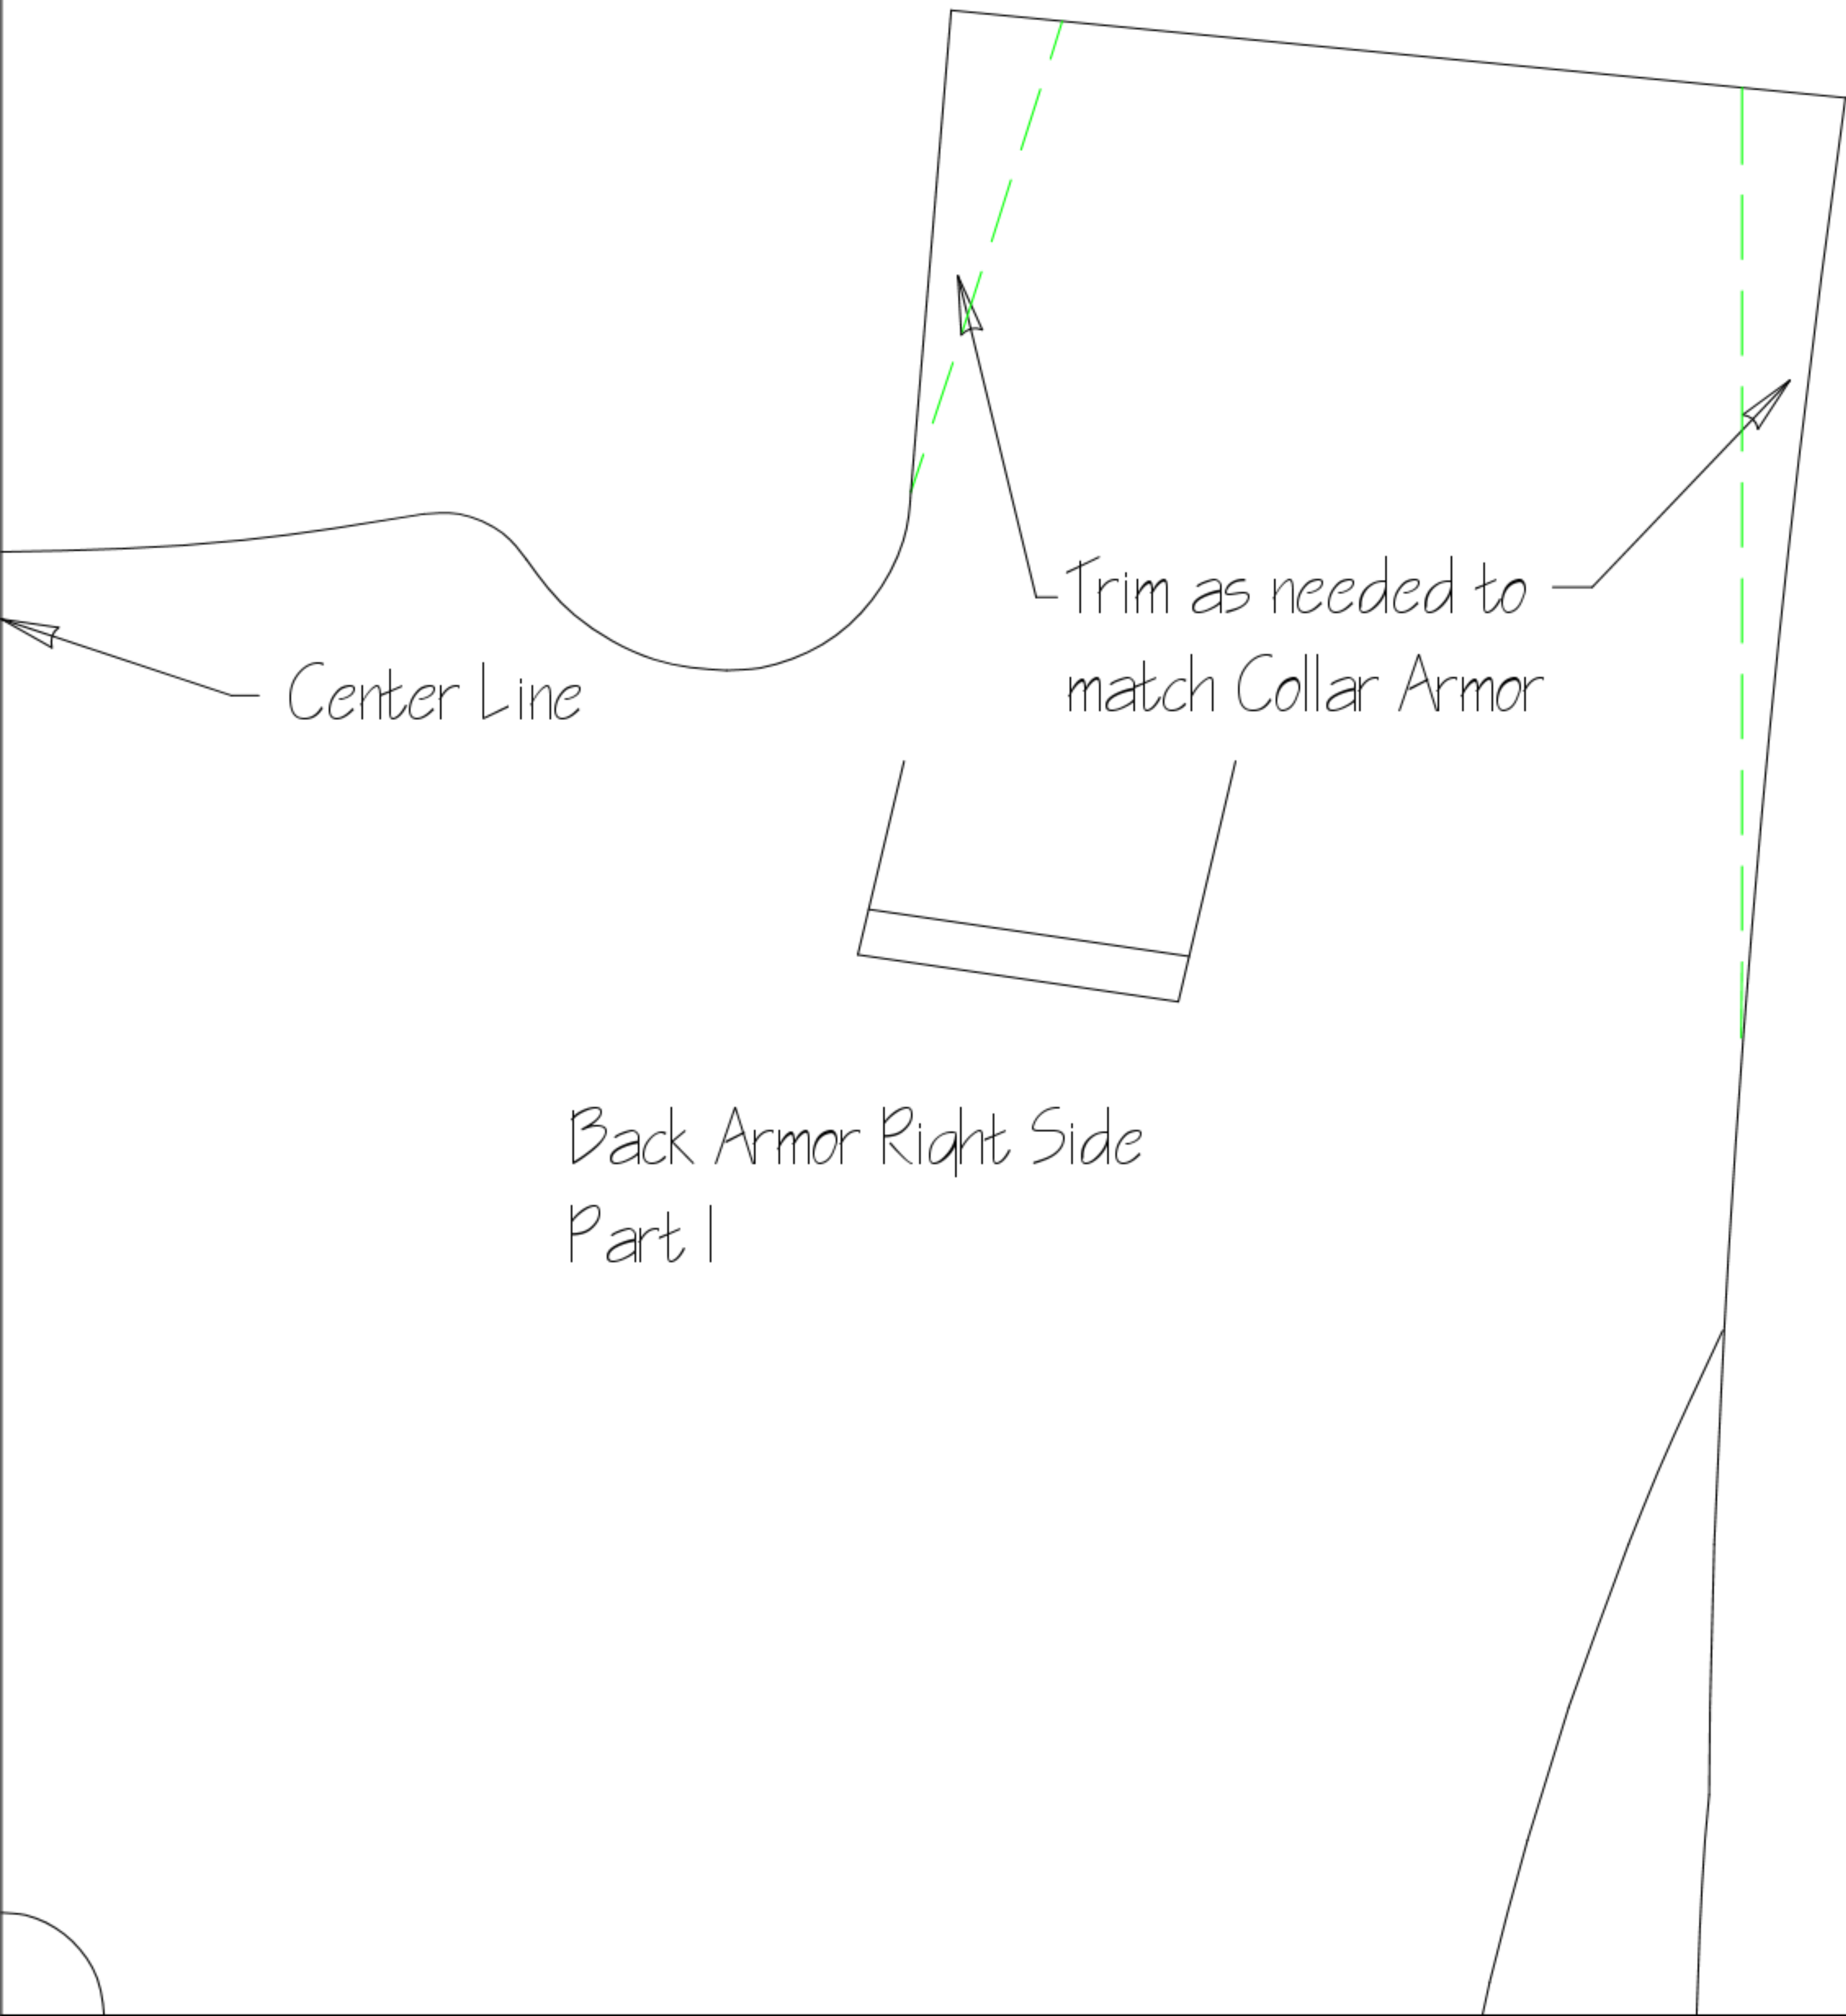 Trim as needed to
match Collar Armor
Center Line
Back Armor Right Side
Part 1